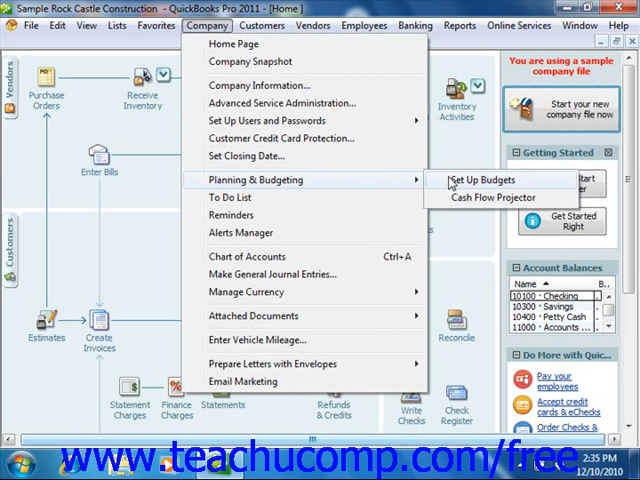 Sample Rock Castle Construction - QuickBooks Pro 2011 - [Home ]
File Edit View Lists Favorites Company Customers Vendors Employees Banking Reports Online Services Window Help
Vendors
Customers
Purchase
Orders
Receive
Inventory
Enter Bills
Estimates
Create
Invoices
Statement
Charges
Finance
Charges
Statements
Refunds
& Credits
Home Page
Company Snapshot
Company Information...
Advanced Service Administration...
Set Up Users and Passwords
Customer Credit Card Protection...
Set Closing Date...
Planning & Budgeting
To Do List
Reminders
Alerts Manager
Chart of Accounts Ctrl+A
Make General Journal Entries...
Manage Currency
Attached Documents
Enter Vehicle Mileage...
Prepare Letters with Envelopes
Email Marketing
Set Up Budgets
Cash Flow Projector
Inventory
Activities
Reconcile
Write
Checks
Check
Register
You are using a sample
company file
Start your new
company file now
Getting Started
Start
Get Started
Right
Account Balances
Name B..
10100 · Checking
10300 · Savings
10400 · Petty Cash
11000 · Accounts ...
Do More with Quic...
Pay your
employees
Accept credit
cards & eChecks
Order Checks &
www.teachucomp.com/free
2:35 PM
12/10/2010